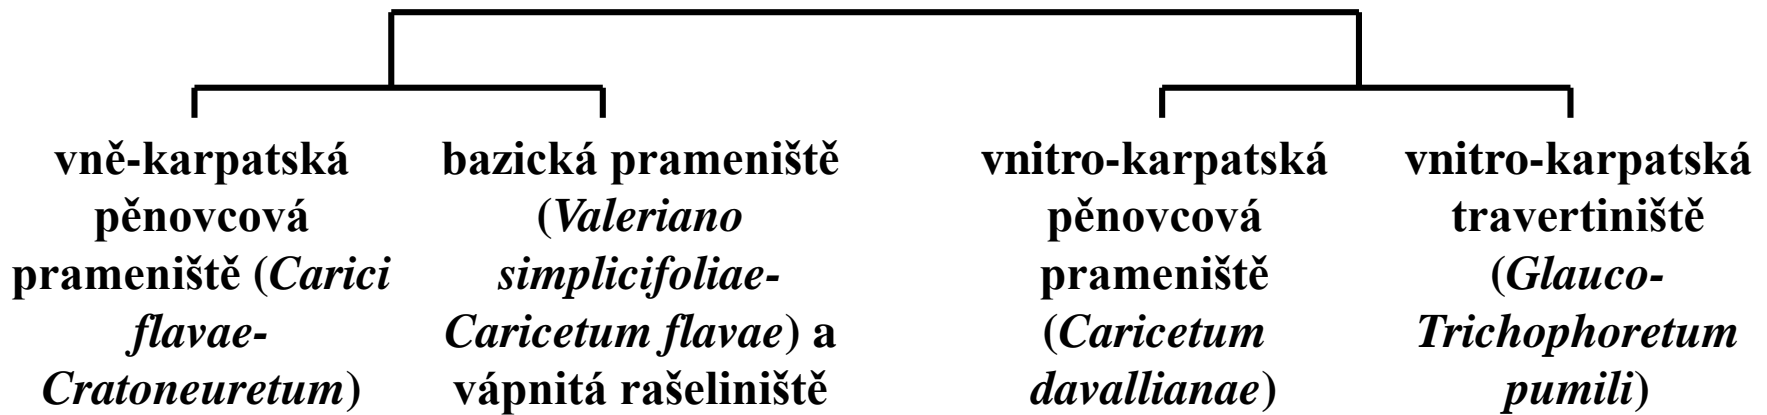 vně-karpatská
pěnovcová
prameniště (Carici
flavae-
Cratoneuretum)
bazická prameniště
(Valeriano
simplicifoliae-
Caricetum flavae) a
vápnitá rašeliniště
vnitro-karpatská
pěnovcová
prameniště
(Caricetum
davallianae)
vnitro-karpatská
travertiniště
(Glauco-
Trichophoretum
pumili)